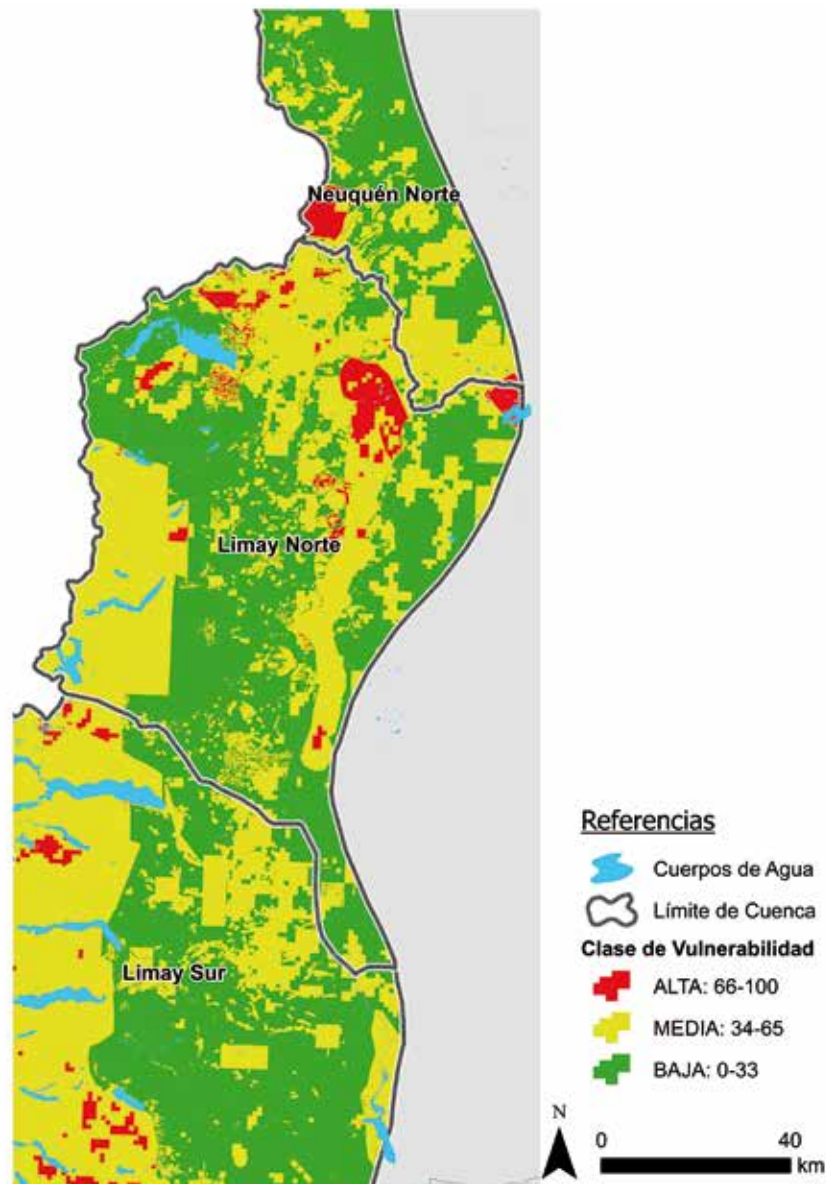 Neuquén Norte
Limay Norte
Limay Sur
Referencias
Cuerpos de Agua
Límite de Cuenca
Clase de Vulnerabilidad
ALTA: 66-100
MEDIA: 34-65
BAJA: 0-33
N
0 40
km